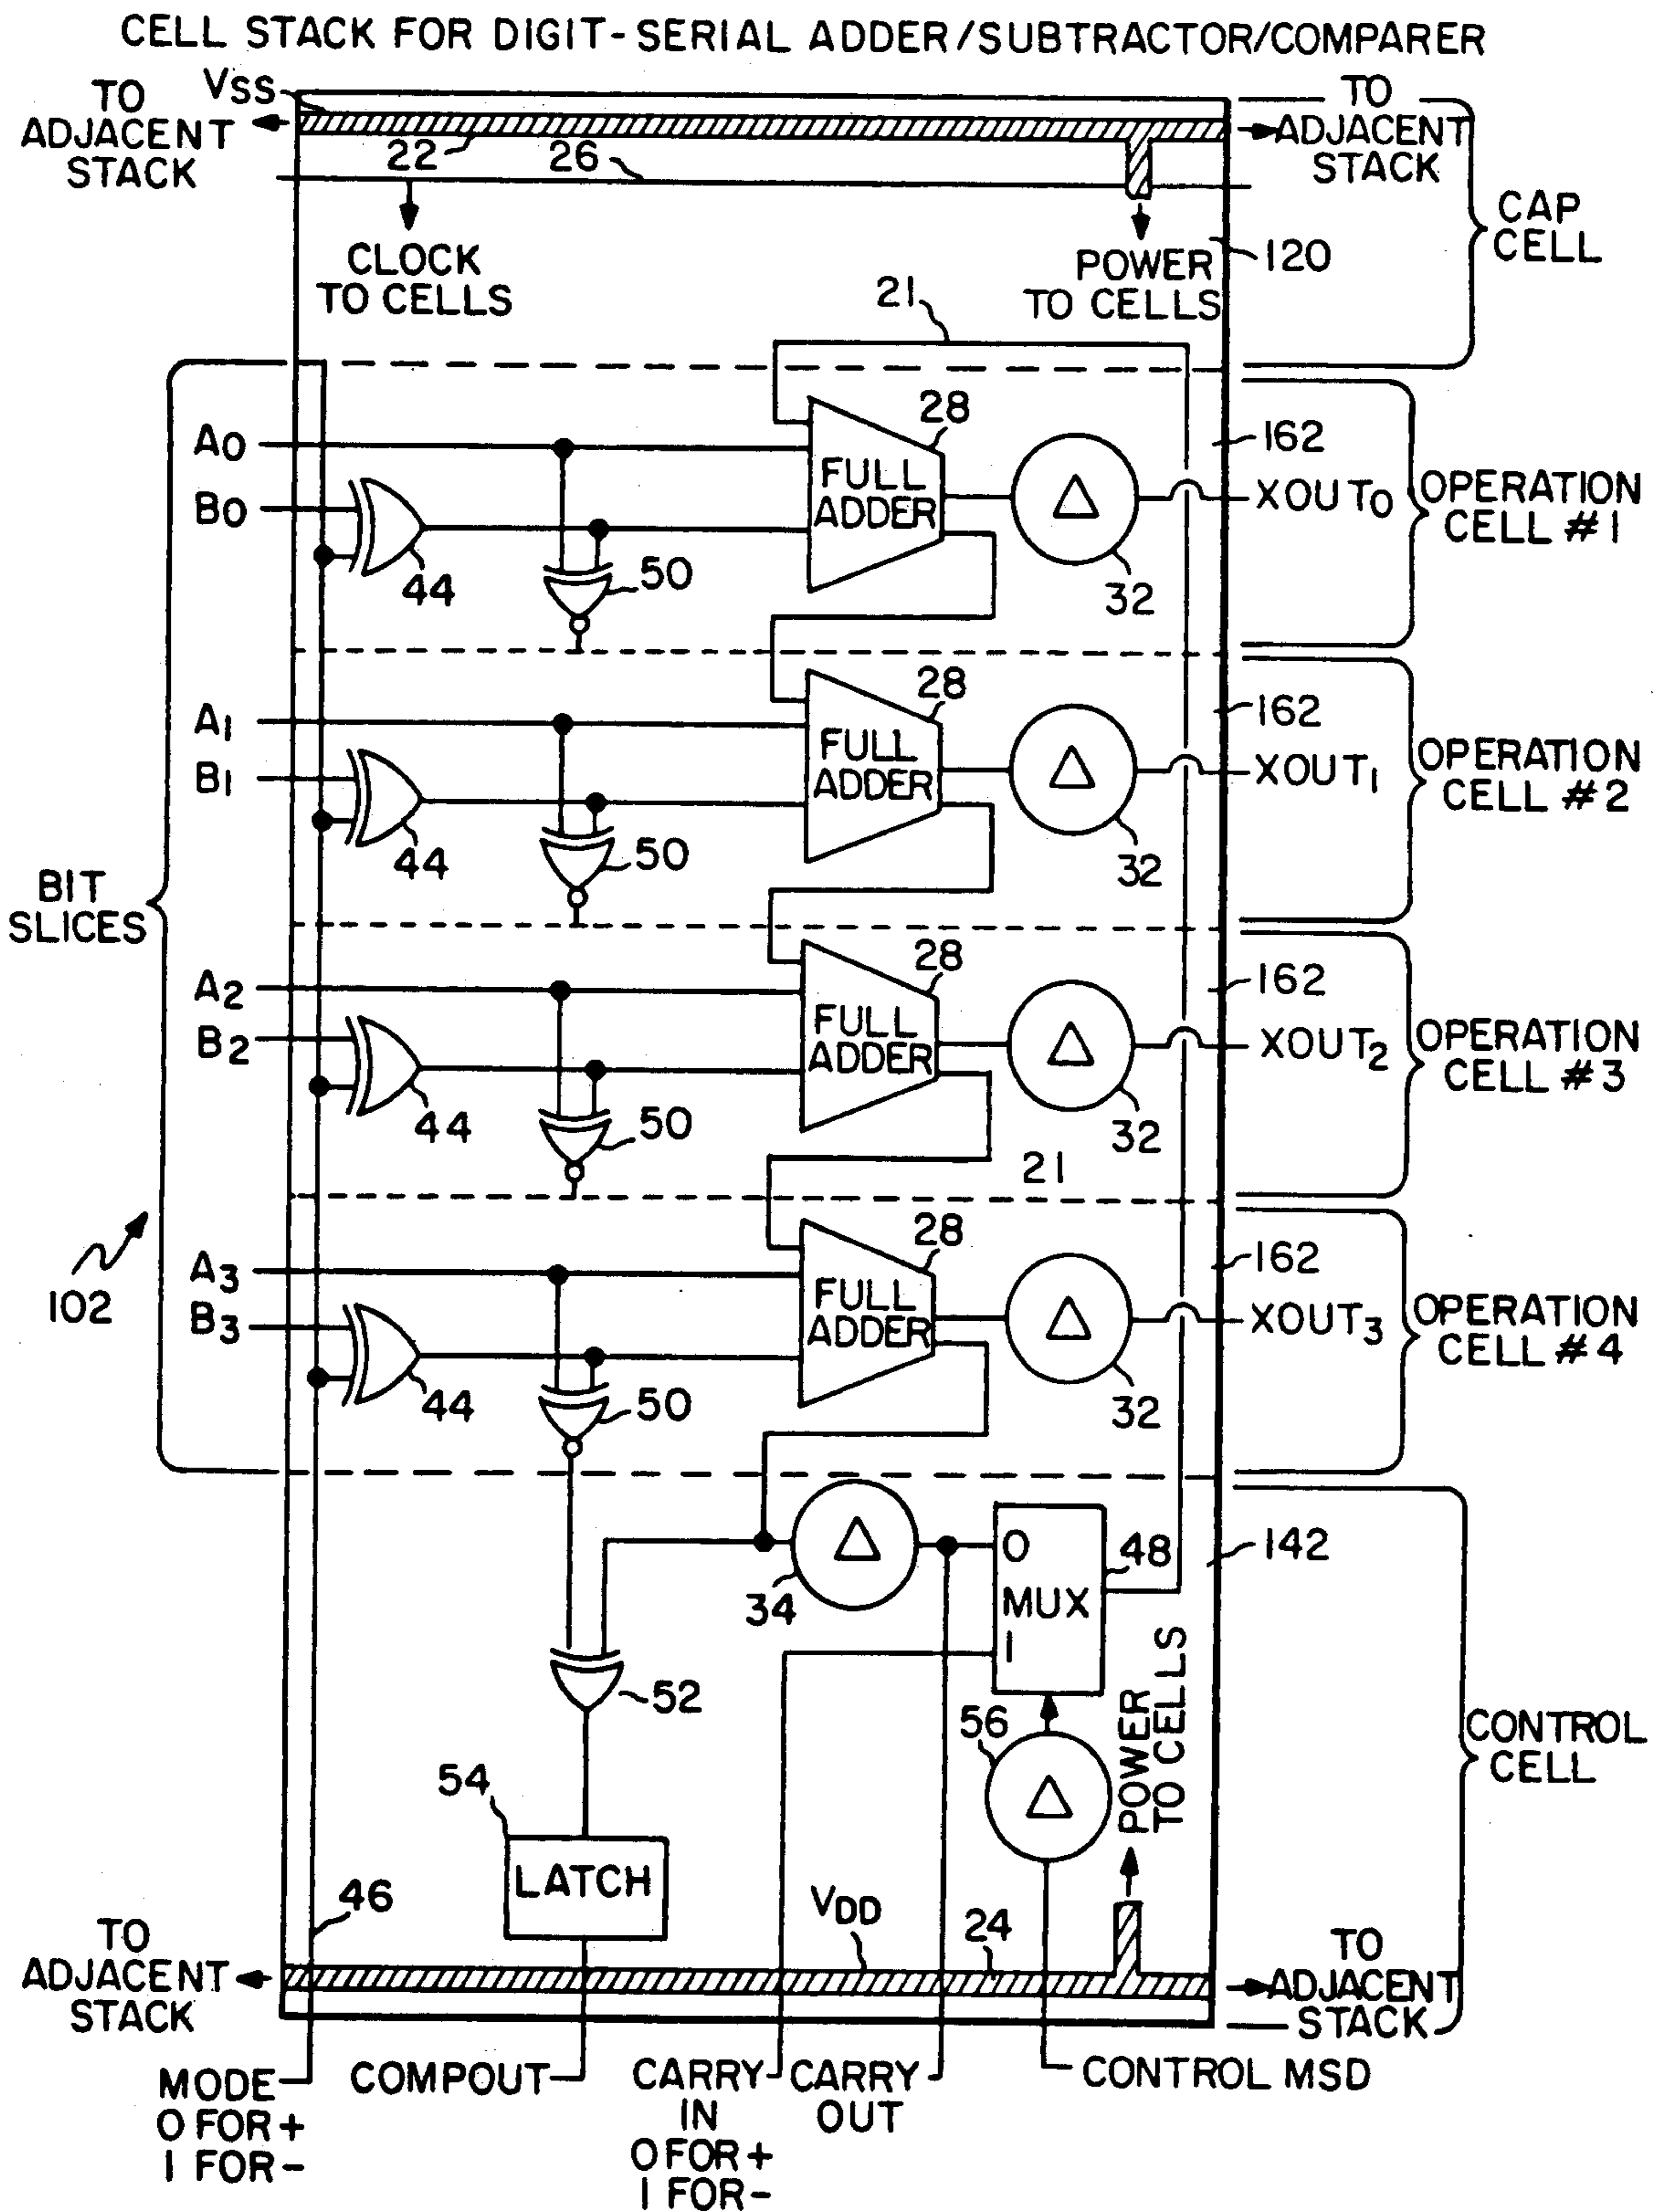 CELL STACK FOR DIGIT-SERIAL ADDER/SUBTRACTOR/COMPARER
VSS
TO
ADJACENT
STACK
TO
ADJACENT
STACK
22
26
CLOCK
TO CELLS
POWER
TO CELLS
120
CAP
CELL
21
A0
B0
44
50
28
FULL
ADDER
Δ
32
162
XOUT0
OPERATION
CELL #1
A1
B1
44
50
28
FULL
ADDER
Δ
32
162
XOUT1
OPERATION
CELL #2
BIT
SLICES
A2
B2
44
50
28
FULL
ADDER
Δ
32
162
XOUT2
OPERATION
CELL #3
21
102
A3
B3
44
50
28
FULL
ADDER
Δ
32
162
XOUT3
OPERATION
CELL #4
Δ
34
0
MUX
1
48
142
52
56
Δ
POWER
TO CELLS
CONTROL
CELL
54
LATCH
46
VDD
24
TO
ADJACENT
STACK
TO
ADJACENT
STACK
MODE
0 FOR+
1 FOR-
COMPOUT
CARRY
IN
0 FOR+
1 FOR-
CARRY
OUT
CONTROL MSD